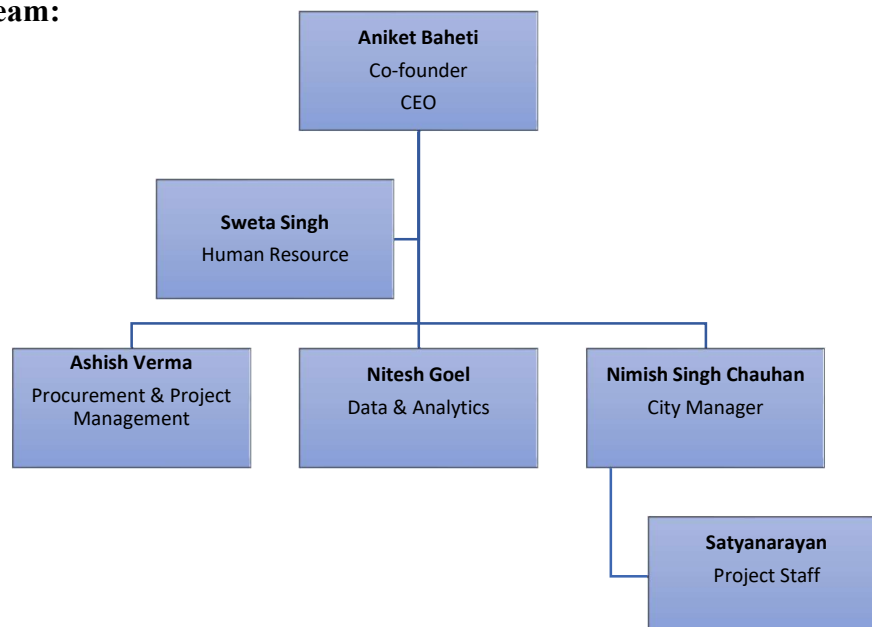 eam:
Aniket Baheti
Co-founder
CEO
Sweta Singh
Human Resource
Ashish Verma
Procurement & Project
Management
Nitesh Goel
Data & Analytics
Nimish Singh Chauhan
City Manager
Satyanarayan
Project Staff